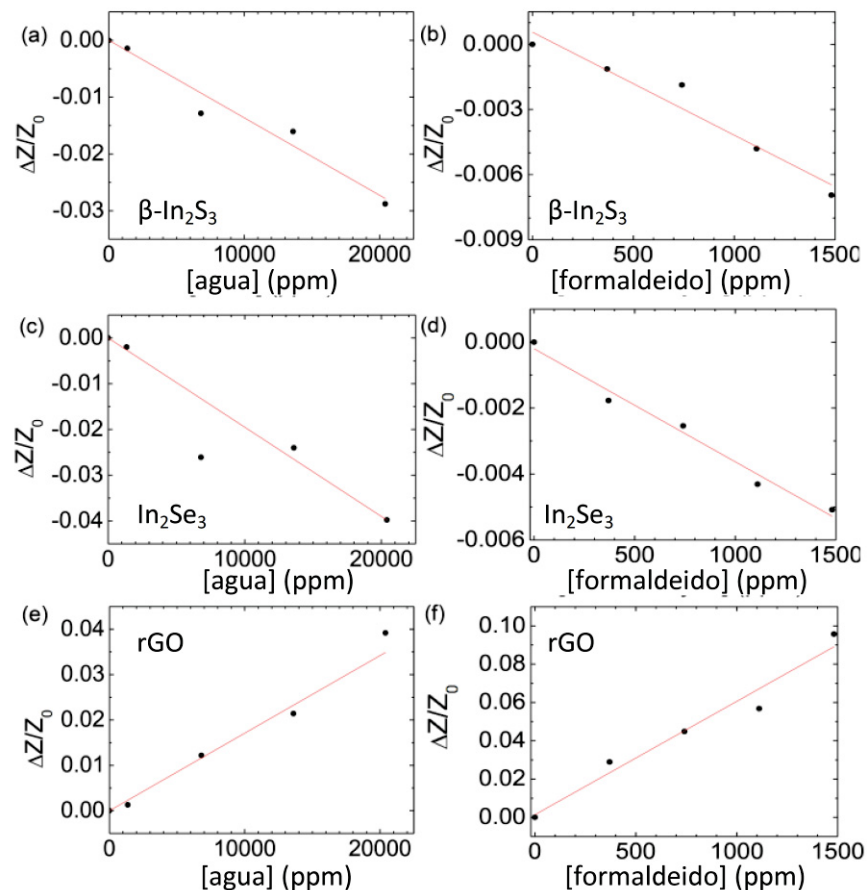 (a)
0.00
-0.01
-0.02
-0.03
ΔZ/Z₀
β-In₂S₃
0 10000 20000
[agua] (ppm)
(b)
0.000
-0.003
-0.006
-0.009
ΔZ/Z₀
β-In₂S₃
0 500 1000 1500
[formaldeido] (ppm)
(c)
0.00
-0.01
-0.02
-0.03
-0.04
ΔZ/Z₀
In₂Se₃
0 10000 20000
[agua] (ppm)
(d)
0.000
-0.002
-0.004
-0.006
ΔZ/Z₀
In₂Se₃
0 500 1000 1500
[formaldeido] (ppm)
(e)
rGO
0.04
0.03
0.02
0.01
0.00
ΔZ/Z₀
0 10000 20000
[agua] (ppm)
(f)
rGO
0.10
0.08
0.06
0.04
0.02
0.00
ΔZ/Z₀
0 500 1000 1500
[formaldeido] (ppm)